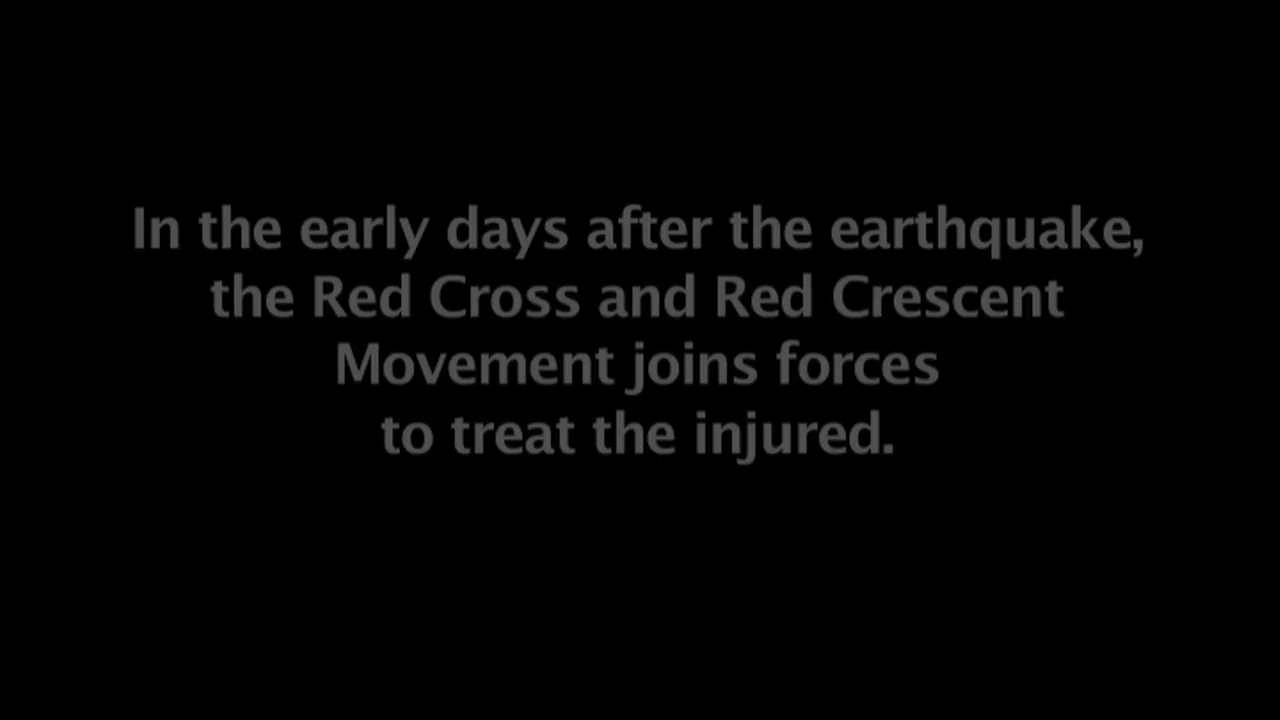 In the early days after the earthquake,
the Red Cross and Red Crescent
Movement joins forces
to treat the injured.